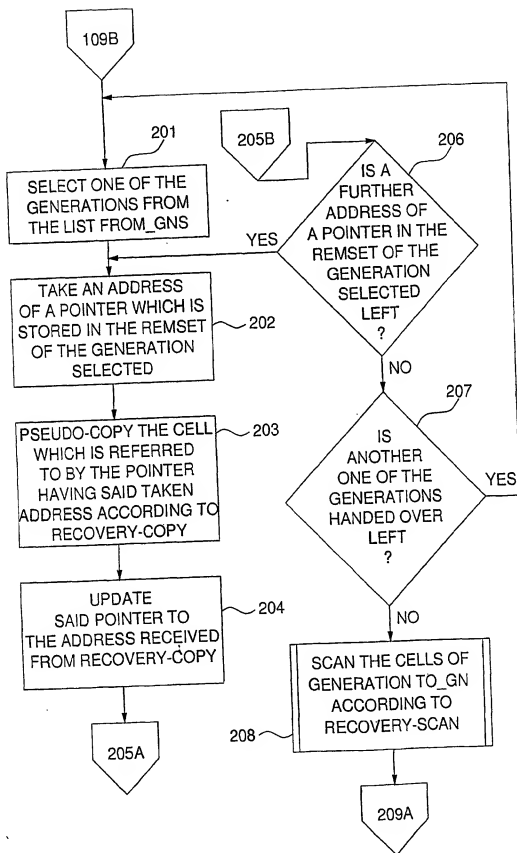 109B
201
SELECT ONE OF THE
GENERATIONS FROM
THE LIST FROM_GNS
202
TAKE AN ADDRESS
OF A POINTER WHICH IS
STORED IN THE REMSET
OF THE GENERATION
SELECTED
203
PSEUDO-COPY THE CELL
WHICH IS REFERRED
TO BY THE POINTER
HAVING SAID TAKEN
ADDRESS ACCORDING TO
RECOVERY-COPY
204
UPDATE
SAID POINTER TO
THE ADDRESS RECEIVED
FROM RECOVERY-COPY
205A
205B
206
IS A
FURTHER
ADDRESS OF
A POINTER IN THE
REMSET OF THE
GENERATION
SELECTED
LEFT
?
YES
NO
207
IS
ANOTHER
ONE OF THE
GENERATIONS
HANDED OVER
LEFT
?
YES
NO
SCAN THE CELLS OF
GENERATION TO_GN
ACCORDING TO
RECOVERY-SCAN
208
209A